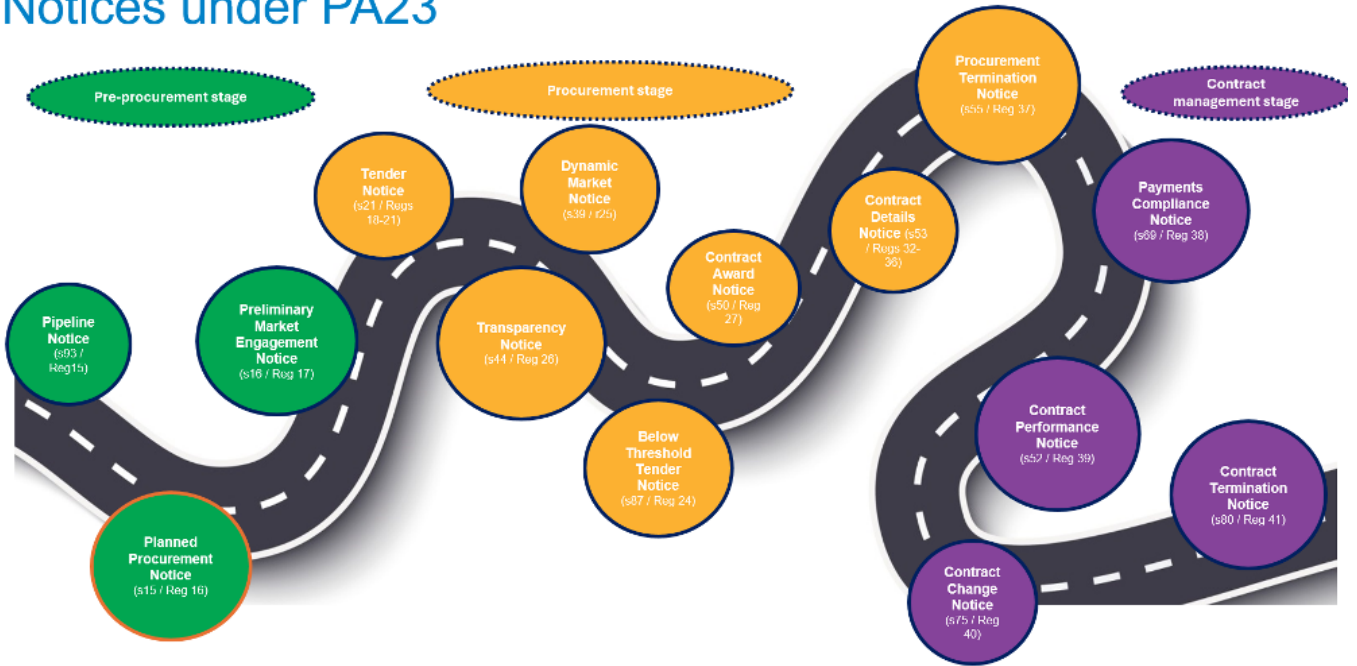 Notices under PA23
Pre-procurement stage
Procurement stage
Contract
management stage
Pipeline
Notice
(s93 /
Reg15)
Planned
Procurement
Notice
(s15 / Reg 16)
Preliminary
Market
Engagement
Notice
(s16 / Reg 17)
Tender
Notice
(s21 / Regs
18-21)
Dynamic
Market
Notice
(s39 / r25)
Transparency
Notice
(s44 / Reg 26)
Below
Threshold
Tender
Notice
(s87 / Reg 24)
Contract
Award
Notice
(s50 / Reg
27)
Contract
Details
Notice (s53
/ Regs 32-
36)
Procurement
Termination
Notice
(s55 / Reg 37)
Payments
Compliance
Notice
(s69 / Reg 38)
Contract
Performance
Notice
(s52 / Reg 39)
Contract
Change
Notice
(s75 / Reg
40)
Contract
Termination
Notice
(s80 / Reg 41)